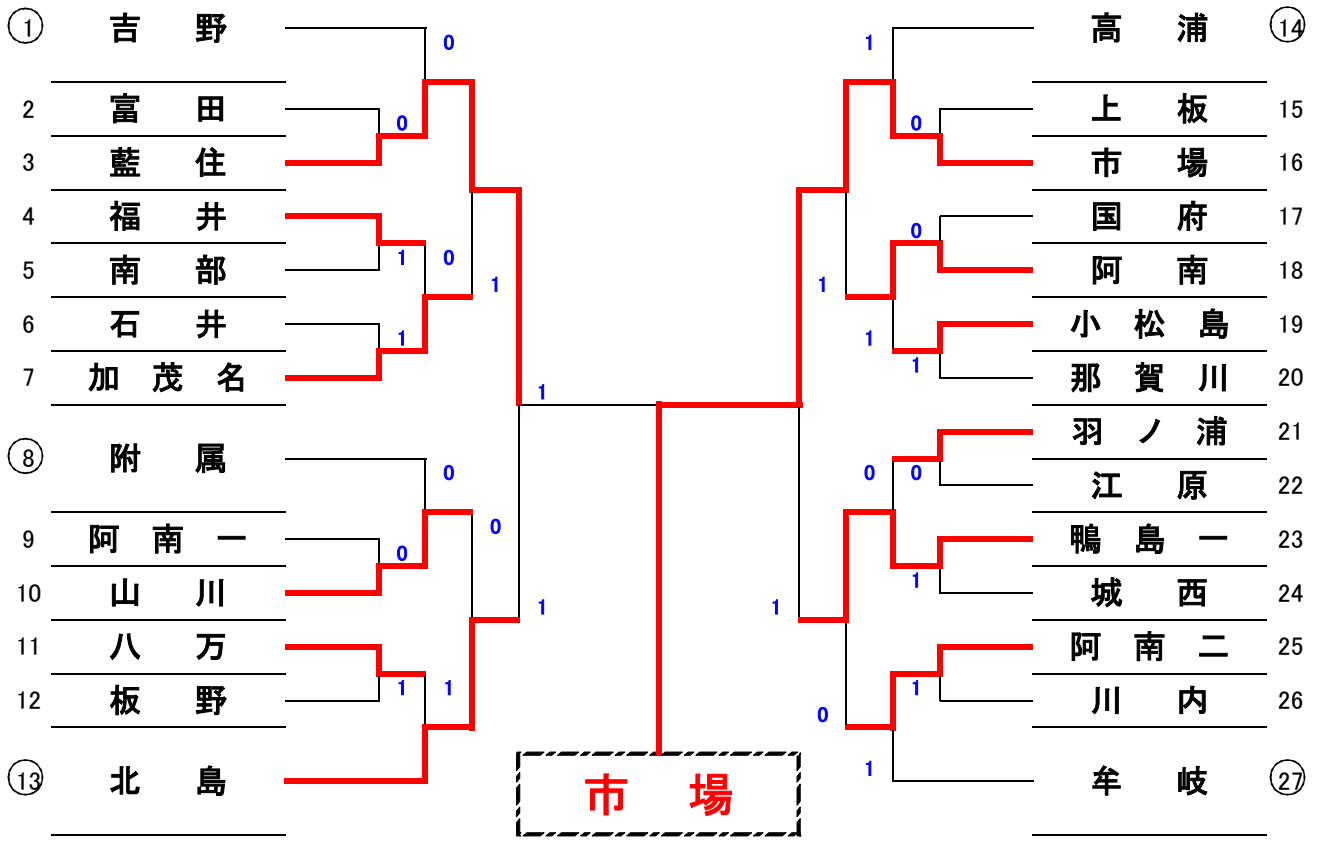 ① 吉 野
0
2 富 田
0
3 藍 住
4 福 井
1
0
5 南 部
1
6 石 井
1
7 加 茂 名
1
⑧ 附 属
0
0
9 阿 南 一
0
10 山 川
1
11 八 万
1
1
12 板 野
⑬ 北 島
高 浦 ⑭
1
上 板 15
0
市 場 16
国 府 17
0
阿 南 18
1
小 松 島 19
1
1
那 賀 川 20
羽 ノ 浦 21
0
0
江 原 22
鴨 島 一 23
1
城 西 24
1
阿 南 二 25
1
川 内 26
0
牟 岐 ㉗
1
市 場